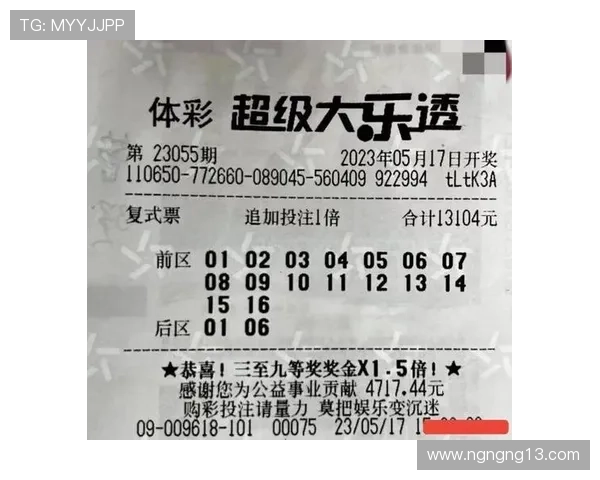 TG: MYYJJPP
体彩 超级大乐透
第 23055期 2023年05月17日开奖
110650-772660-089045-560409 922994 tLtK3A
复式票 追加投注1倍 合计13104元
前区 01 02 03 04 05 06 07
08 09 10 11 12 13 14
15 16
后区 01 06
★恭喜! 三至九等奖奖金X1.5倍! ★
感谢您为公益事业贡献 4717.44元
购彩投注请量力 莫把娱乐变沉迷
09-009618-101 00075 23/05/17
www.ngngng13.com